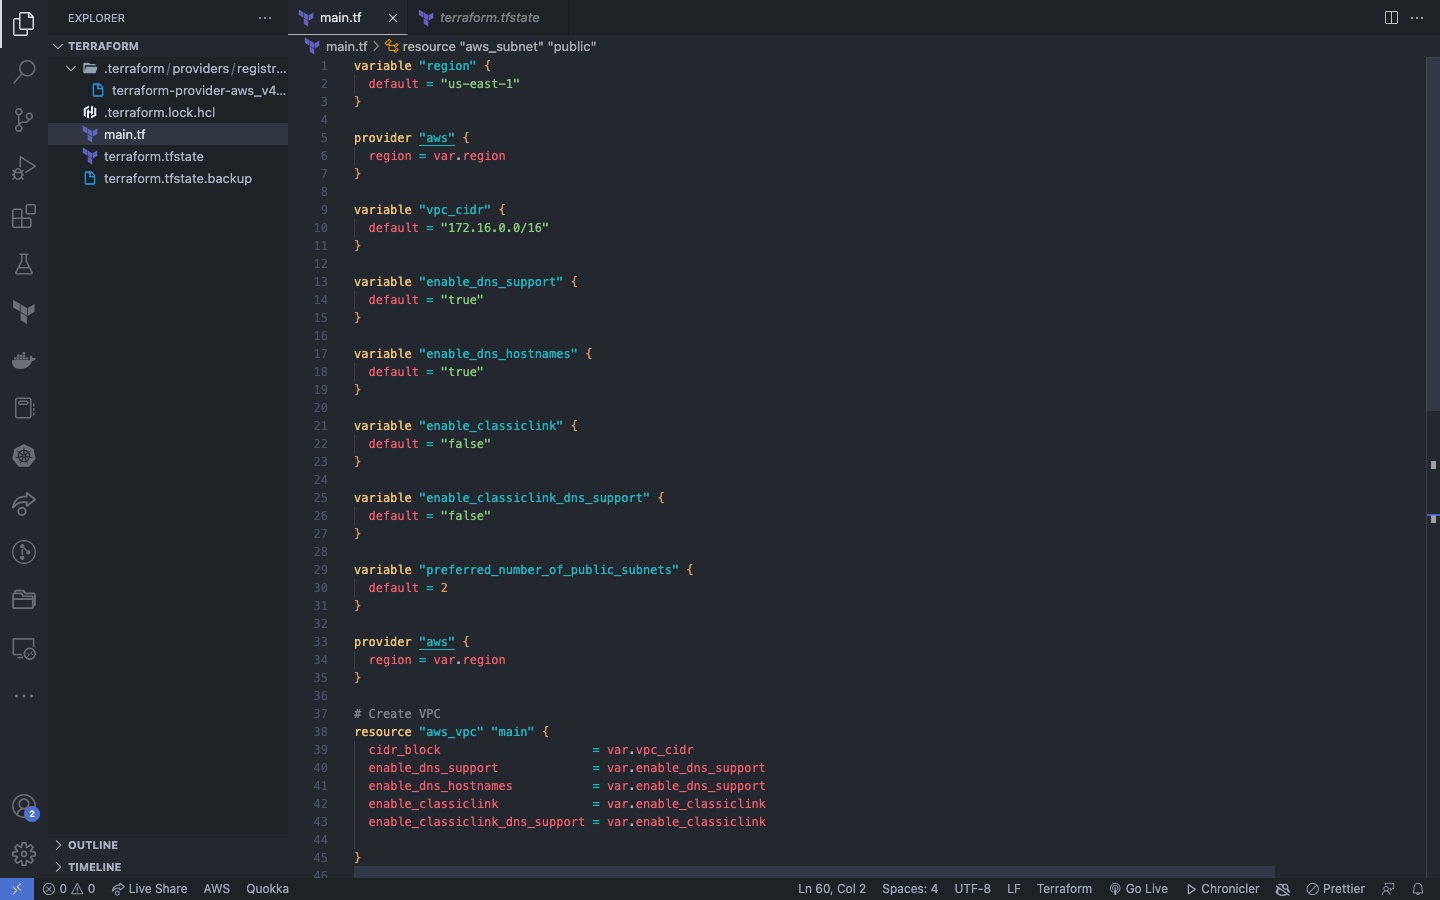 EXPLORER
TERRAFORM
.terraform/providers/registr...
terraform-provider-aws_v4...
.terraform.lock.hcl
main.tf
terraform.tfstate
terraform.tfstate.backup
OUTLINE
TIMELINE
2
main.tf
terraform.tfstate
main.tf > resource "aws_subnet" "public"
1 variable "region" {
2 default = "us-east-1"
3 }
4
5 provider "aws" {
6 region = var.region
7 }
8
9 variable "vpc_cidr" {
10 default = "172.16.0.0/16"
11 }
12
13 variable "enable_dns_support" {
14 default = "true"
15 }
16
17 variable "enable_dns_hostnames" {
18 default = "true"
19 }
20
21 variable "enable_classiclink" {
22 default = "false"
23 }
24
25 variable "enable_classiclink_dns_support" {
26 default = "false"
27 }
28
29 variable "preferred_number_of_public_subnets" {
30 default = 2
31 }
32
33 provider "aws" {
34 region = var.region
35 }
36
37 # Create VPC
38 resource "aws_vpc" "main" {
39 cidr_block = var.vpc_cidr
40 enable_dns_support = var.enable_dns_support
41 enable_dns_hostnames = var.enable_dns_support
42 enable_classiclink = var.enable_classiclink
43 enable_classiclink_dns_support = var.enable_classiclink
44
45 }
46
0 0 Live Share AWS Quokka Ln 60, Col 2 Spaces: 4 UTF-8 LF Terraform Go Live Chronicler Prettier